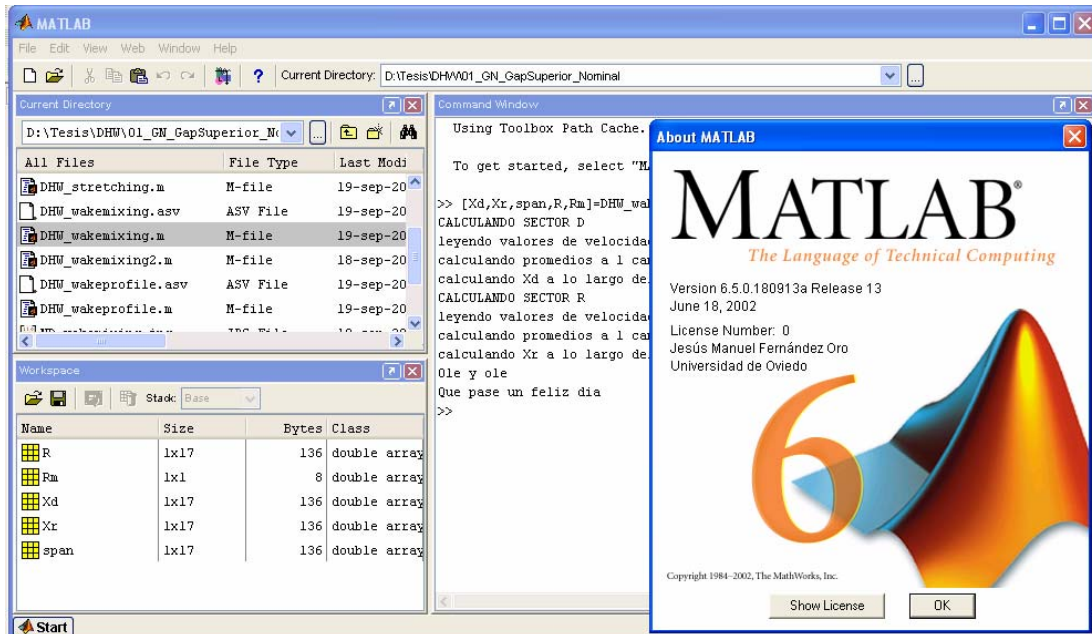 MATLAB
File Edit View Web Window Help
Current Directory: D:\Tesis\DHW\01_GN_GapSuperior_Nominal
Current Directory
D:\Tesis\DHW\01_GN_GapSuperior_No
All Files File Type Last Modi
DHW_stretching.m M-file 19-sep-20
DHW_wakemixing.asv ASV File 19-sep-20
DHW_wakemixing.m M-file 19-sep-20
DHW_wakemixing2.m M-file 18-sep-20
DHW_wakeprofile.asv ASV File 19-sep-20
DHW_wakeprofile.m M-file 19-sep-20
Workspace
Stack: Base
Name Size Bytes Class
R 1x17 136 double array
Rm 1x1 8 double array
Xd 1x17 136 double array
Xr 1x17 136 double array
span 1x17 136 double array
Start
Command Window
Using Toolbox Path Cache.
To get started, select "MA
>> [Xd,Xr,span,R,Rm]=DHW_wak
CALCULANDO SECTOR D
leyendo valores de velocidad
calculando promedios a l can
calculando Xd a lo largo de
CALCULANDO SECTOR R
leyendo valores de velocidad
calculando promedios a l can
calculando Xr a lo largo de
Ole y ole
Que pase un feliz dia
>>
About MATLAB
MATLAB®
The Language of Technical Computing
Version 6.5.0.180913a Release 13
June 18, 2002
License Number: 0
Jesús Manuel Fernández Oro
Universidad de Oviedo
6
Copyright 1984–2002, The MathWorks, Inc.
Show License OK